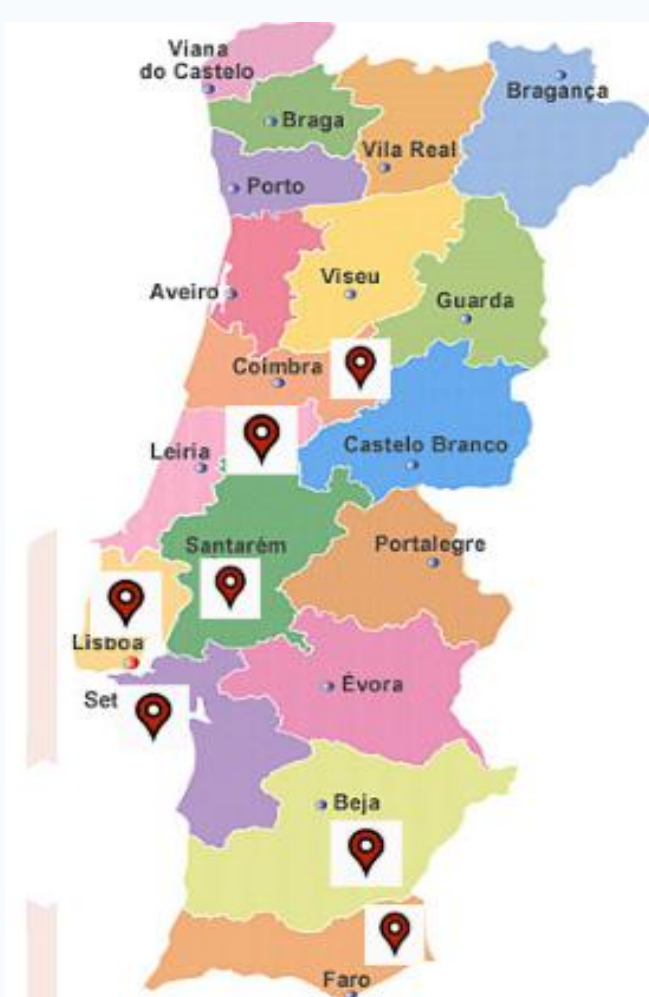 Viana
do Castelo
Bragança
Braga
Vila Real
Porto
Viseu
Aveiro
Guarda
Coimbra
Castelo Branco
Leiria
Santarém
Portalegre
Lisboa
Évora
Set
Beja
Faro